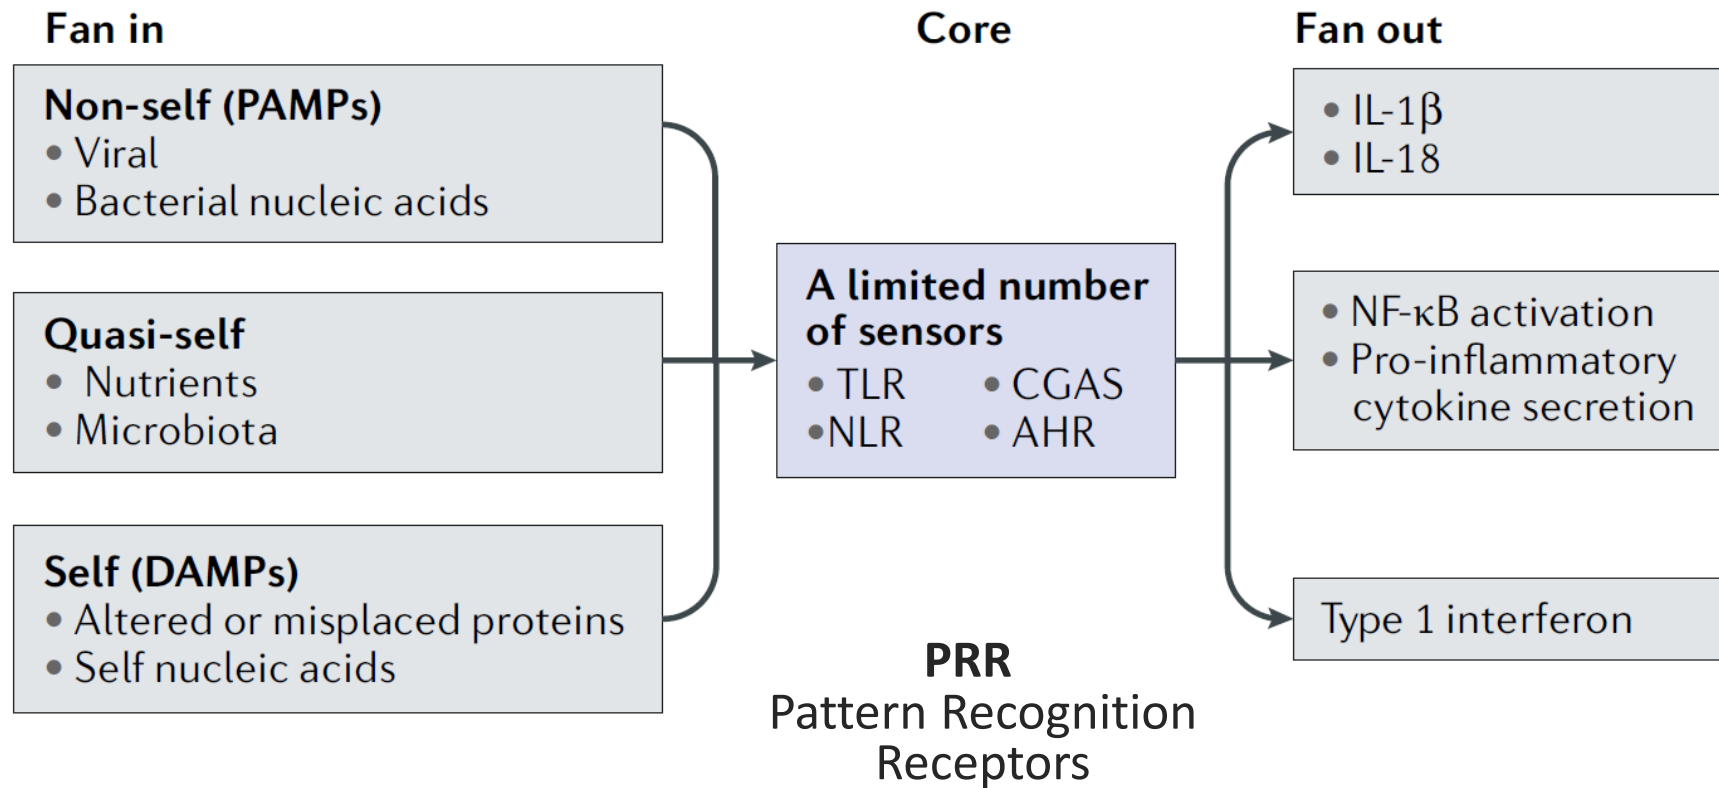 Fan in
Non-self (PAMPs)
• Viral
• Bacterial nucleic acids
Quasi-self
• Nutrients
• Microbiota
Self (DAMPs)
• Altered or misplaced proteins
• Self nucleic acids
Core
A limited number
of sensors
• TLR • CGAS
•NLR • AHR
PRR
Pattern Recognition
Receptors
Fan out
• IL-1β
• IL-18
• NF-κB activation
• Pro-inflammatory
cytokine secretion
Type 1 interferon